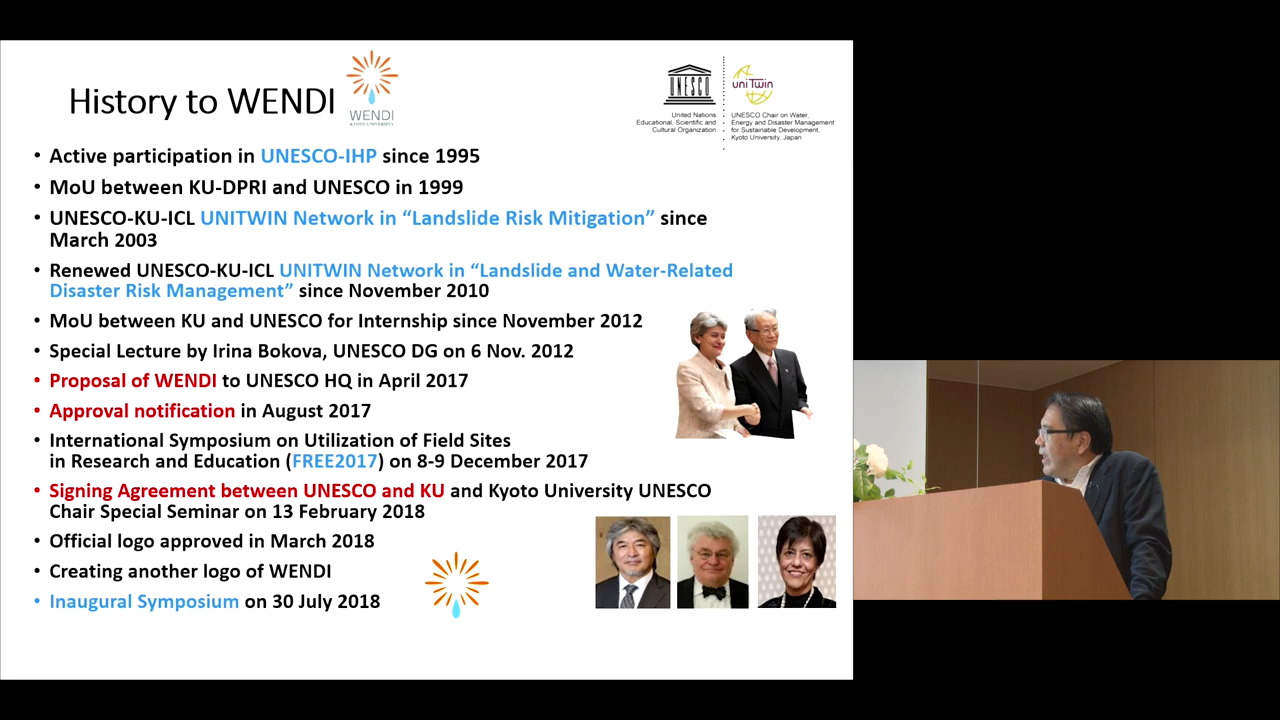 History to WENDI
WENDI
KYOTO UNIVERSITY
UNESCO
United Nations
Educational, Scientific and
Cultural Organization
uniTwin
UNESCO Chair on Water,
Energy and Disaster Management
for Sustainable Development,
Kyoto University, Japan
• Active participation in UNESCO-IHP since 1995
• MoU between KU-DPRI and UNESCO in 1999
• UNESCO-KU-ICL UNITWIN Network in “Landslide Risk Mitigation” since
March 2003
• Renewed UNESCO-KU-ICL UNITWIN Network in “Landslide and Water-Related
Disaster Risk Management” since November 2010
• MoU between KU and UNESCO for Internship since November 2012
• Special Lecture by Irina Bokova, UNESCO DG on 6 Nov. 2012
• Proposal of WENDI to UNESCO HQ in April 2017
• Approval notification in August 2017
• International Symposium on Utilization of Field Sites
in Research and Education (FREE2017) on 8-9 December 2017
• Signing Agreement between UNESCO and KU and Kyoto University UNESCO
Chair Special Seminar on 13 February 2018
• Official logo approved in March 2018
• Creating another logo of WENDI
• Inaugural Symposium on 30 July 2018